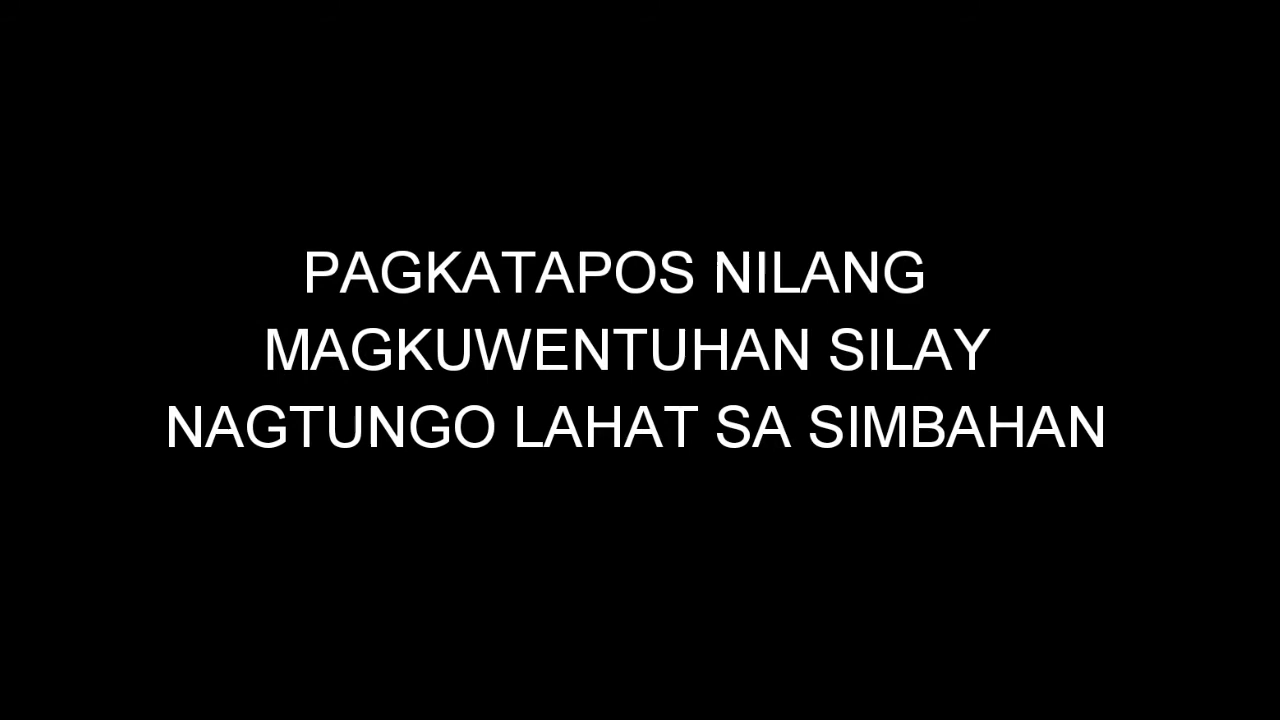 PAGKATAPOS NILANG
MAGKUWENTUHAN SILAY
NAGTUNGO LAHAT SA SIMBAHAN